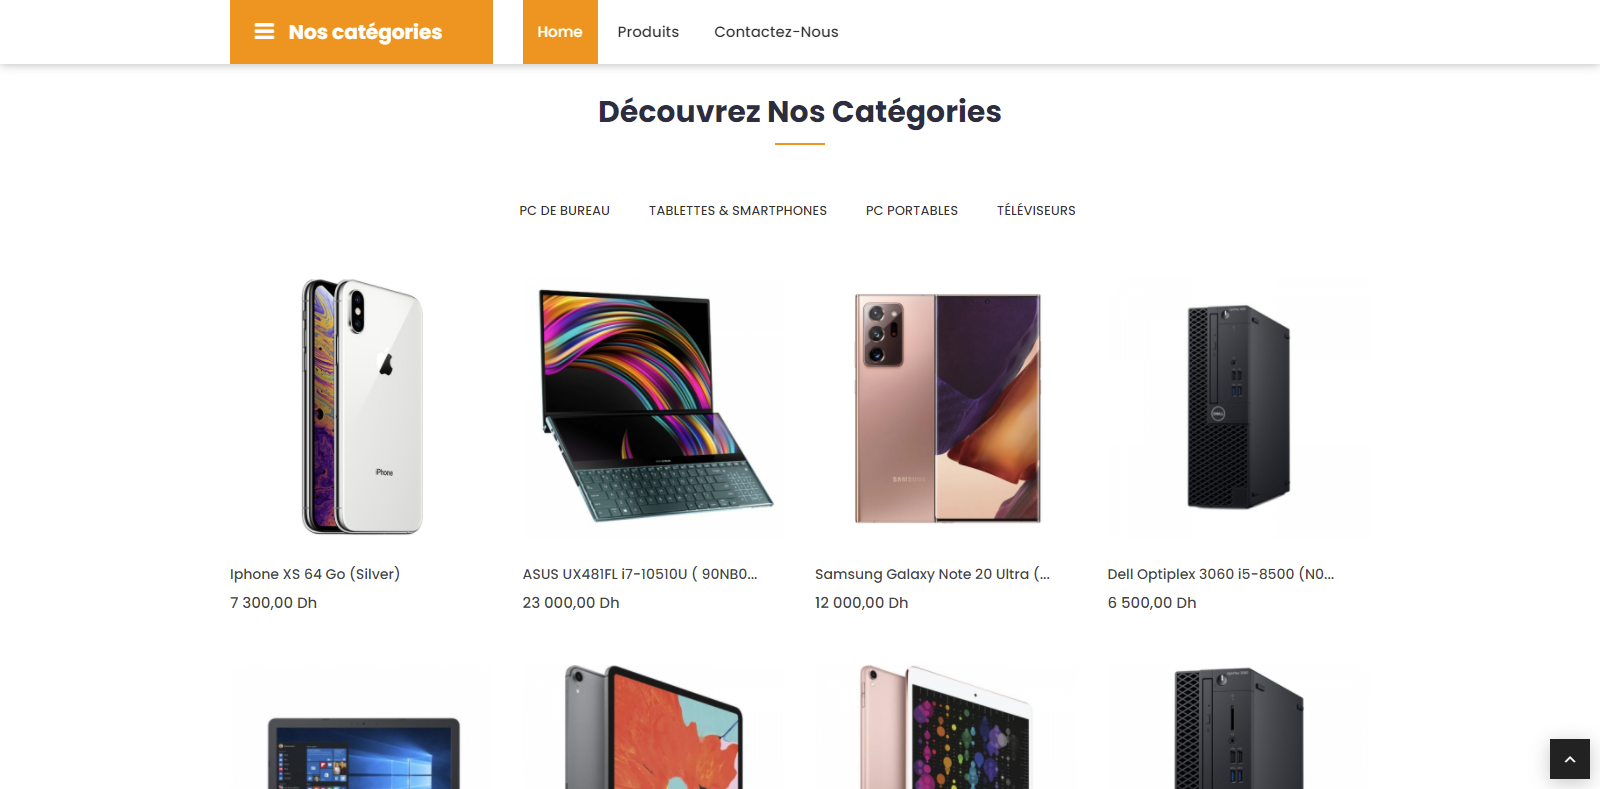 Nos catégories
Home
Produits
Contactez-Nous
Découvrez Nos Catégories
PC DE BUREAU
TABLETTES & SMARTPHONES
PC PORTABLES
TÉLÉVISEURS
iPhone
SAMSUNG
DELL
Iphone XS 64 Go (Silver)
7 300,00 Dh
ASUS UX481FL i7-10510U ( 90NB0...
23 000,00 Dh
Samsung Galaxy Note 20 Ultra (...
12 000,00 Dh
Dell Optiplex 3060 i5-8500 (N0...
6 500,00 Dh